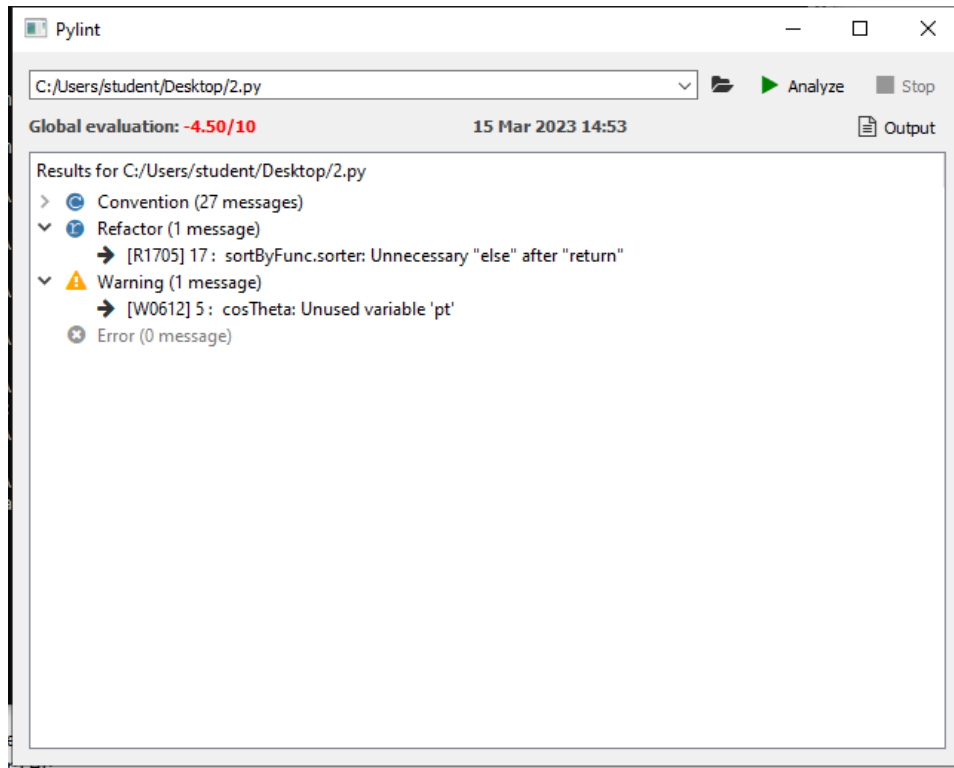 Pylint
C:/Users/student/Desktop/2.py
Analyze
Stop
Global evaluation: -4.50/10
15 Mar 2023 14:53
Output
Results for C:/Users/student/Desktop/2.py
Convention (27 messages)
Refactor (1 message)
[R1705] 17 : sortByFunc.sorter: Unnecessary "else" after "return"
Warning (1 message)
[W0612] 5 : cosTheta: Unused variable 'pt'
Error (0 message)